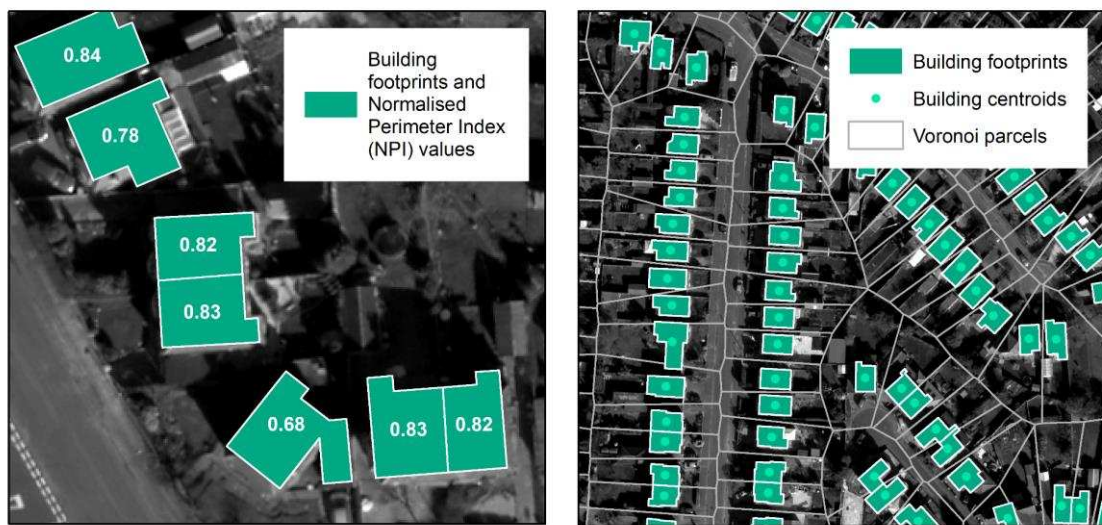 0.84
0.78
Building
footprints and
Normalised
Perimeter Index
(NPI) values
0.82
0.83
0.68
0.83
0.82
Building footprints
Building centroids
Voronoi parcels